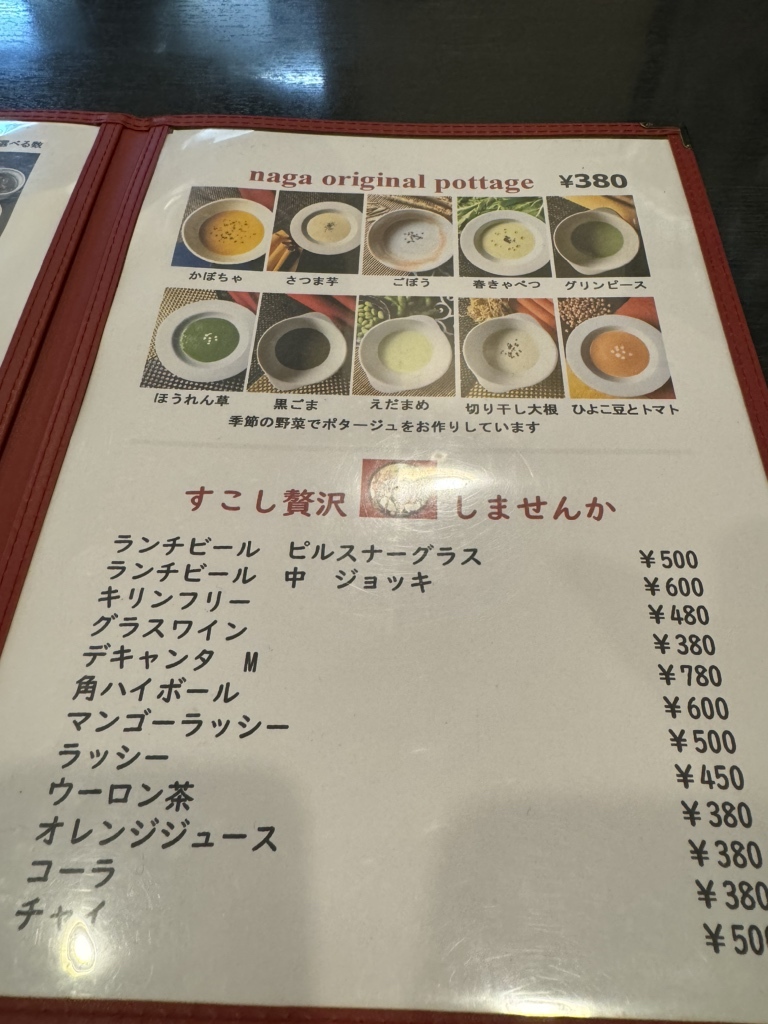 べる数
naga original pottage ¥380
かぼちゃ さつま芋 ごぼう 春きゃべつ グリンピース
ほうれん草 黒ごま えだまめ 切り干し大根 ひよこ豆とトマト
季節の野菜でポタージュをお作りしています
すこし贅沢 しませんか
ランチビール ピルスナーグラス ¥500
ランチビール 中 ジョッキ ¥600
キリンフリー ¥480
グラスワイン ¥380
デキャンタ M ¥780
角ハイボール ¥600
マンゴーラッシー ¥500
ラッシー ¥450
ウーロン茶 ¥380
オレンジジュース ¥380
コーラ ¥380
チャイ ¥500